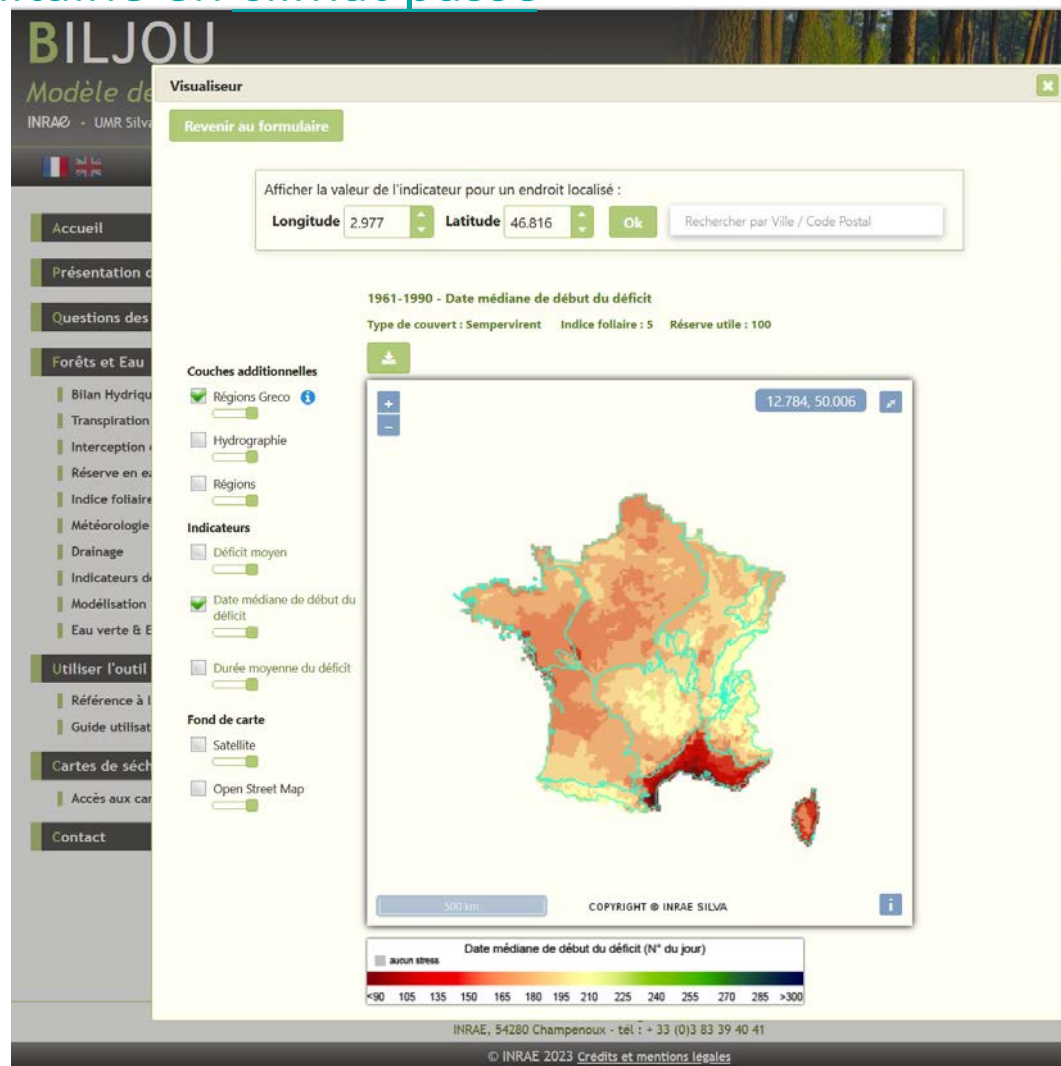 climat passé
BILJOU
Modèle de
INRAE - UMR Silva
Visualiseur
Revenir au formulaire
Afficher la valeur de l'indicateur pour un endroit localisé :
Longitude 2.977 Latitude 46.816 Ok Rechercher par Ville / Code Postal
Accueil
Présentation
Questions des
Forêts et Eau
Bilan Hydriqu
Transpiration
Interception
Réserve en ea
Indice foliaire
Météorologie
Drainage
Indicateurs de
Modélisation
Eau verte & E
Utiliser l'outil
Référence à l
Guide utilisat
Cartes de séch
Accès aux car
Contact
1961-1990 - Date médiane de début du déficit
Type de couvert : Sempervirent Indice foliaire : 5 Réserve utile : 100
Couches additionnelles
Régions Greco
Hydrographie
Régions
Indicateurs
Déficit moyen
Date médiane de début du
déficit
Durée moyenne du déficit
Fond de carte
Satellite
Open Street Map
+
−
12.784, 50.006
500 km
COPYRIGHT © INRAE SILVA
i
Date médiane de début du déficit (N° du jour)
aucun stress
<90 105 135 150 165 180 195 210 225 240 255 270 285 >300
INRAE, 54280 Champenoux - tél : + 33 (0)3 83 39 40 41
© INRAE 2023 Crédits et mentions légales